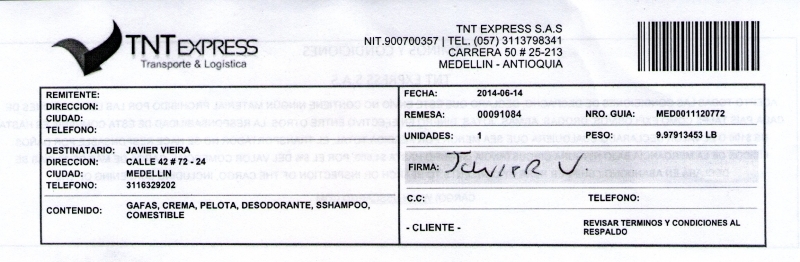 TNT EXPRESS
Transporte & Logística
TNT EXPRESS S.A.S
NIT.900700357 | TEL. (057) 3113798341
CARRERA 50 # 25-213
MEDELLIN - ANTIOQUIA
REMITENTE:
DIRECCION:
CIUDAD:
TELEFONO:
DESTINATARIO: JAVIER VIEIRA
DIRECCION: CALLE 42 # 72 - 24
CIUDAD: MEDELLIN
TELEFONO: 3116329202
CONTENIDO: GAFAS, CREMA, PELOTA, DESODORANTE, SSHAMPOO,
COMESTIBLE
FECHA: 2014-06-14
REMESA: 000091084 NRO. GUIA: MED0011120772
UNIDADES: 1 PESO: 9.97913453 LB
FIRMA: JAVIER V
C.C: TELEFONO:
- CLIENTE - REVISAR TERMINOS Y CONDICIONES AL
RESPALDO